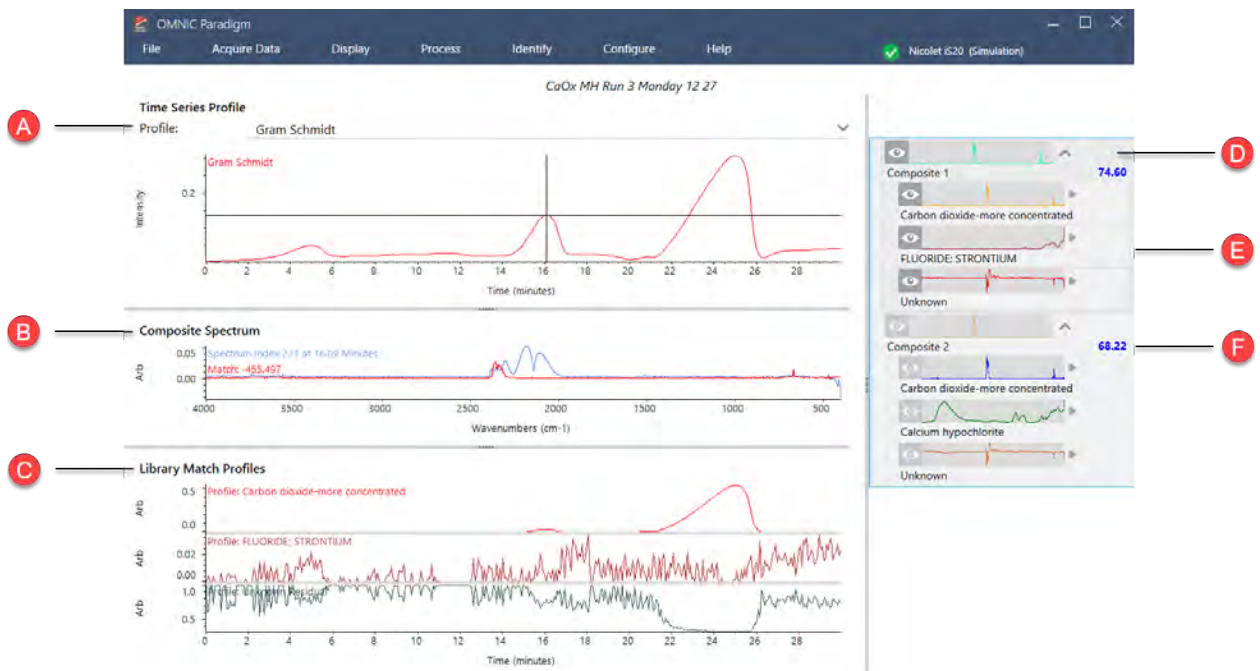 OMNIC Paradigm
File Acquire Data Display Process Identify Configure Help Nicolet iS20 (Simulation)
CaOx MH Run 3 Monday 12 27
Time Series Profile
A
Profile: Gram Schmidt
Gram Schmidt
0.2
Intensity
0 2 4 6 8 10 12 14 16 18 20 22 24 26 28
Time (minutes)
B
Composite Spectrum
0.05
0.00
Arb
Spectrum Index 221 at 16.09 Minutes
Match: -455.497
4000 3500 3000 2500 2000 1500 1000 500
Wavenumbers (cm-1)
C
Library Match Profiles
0.5
0.0
Arb
Profile: Carbon dioxide-more concentrated
0.02
0.00
Arb
Profile: FLUORIDE; STRONTIUM
1.0
0.5
Arb
Profile: Unknown Residual
0 2 4 6 8 10 12 14 16 18 20 22 24 26 28
Time (minutes)
D
Composite 1 74.60
Carbon dioxide-more concentrated
E
FLUORIDE; STRONTIUM
Unknown
Composite 2 68.22
F
Carbon dioxide-more concentrated
Calcium hypochlorite
Unknown